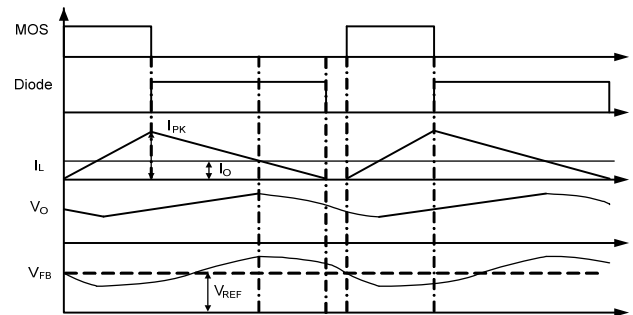 MOS
Diode
IPK
IL
IO
VO
VFB
VREF